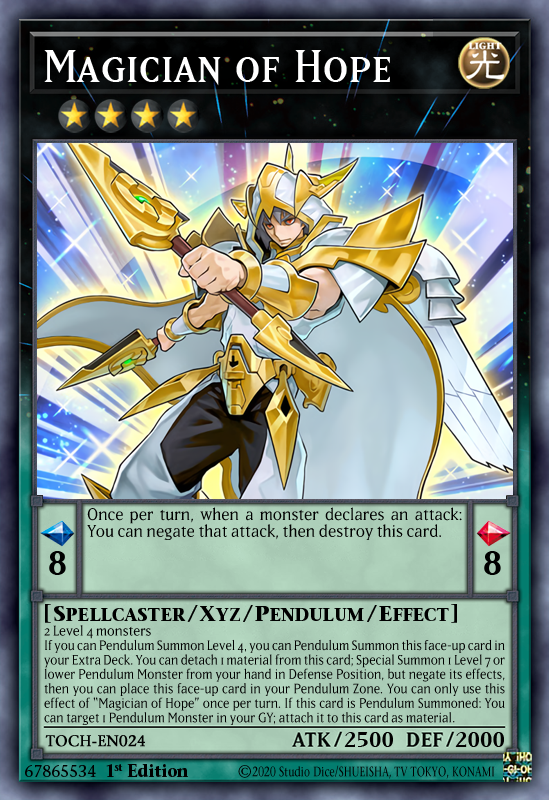 Magician of Hope
LIGHT
光
Once per turn, when a monster declares an attack:
You can negate that attack, then destroy this card.
8
8
[Spellcaster/Xyz/Pendulum/Effect]
2 Level 4 monsters
If you can Pendulum Summon Level 4, you can Pendulum Summon this face-up card in
your Extra Deck. You can detach 1 material from this card; Special Summon 1 Level 7 or
lower Pendulum Monster from your hand in Defense Position, but negate its effects,
then you can place this face-up card in your Pendulum Zone. You can only use this
effect of "Magician of Hope" once per turn. If this card is Pendulum Summoned: You
can target 1 Pendulum Monster in your GY; attach it to this card as material.
TOCH-EN024
ATK/2500 DEF/2000
67865534 1st Edition
©2020 Studio Dice/SHUEISHA, TV TOKYO, KONAMI